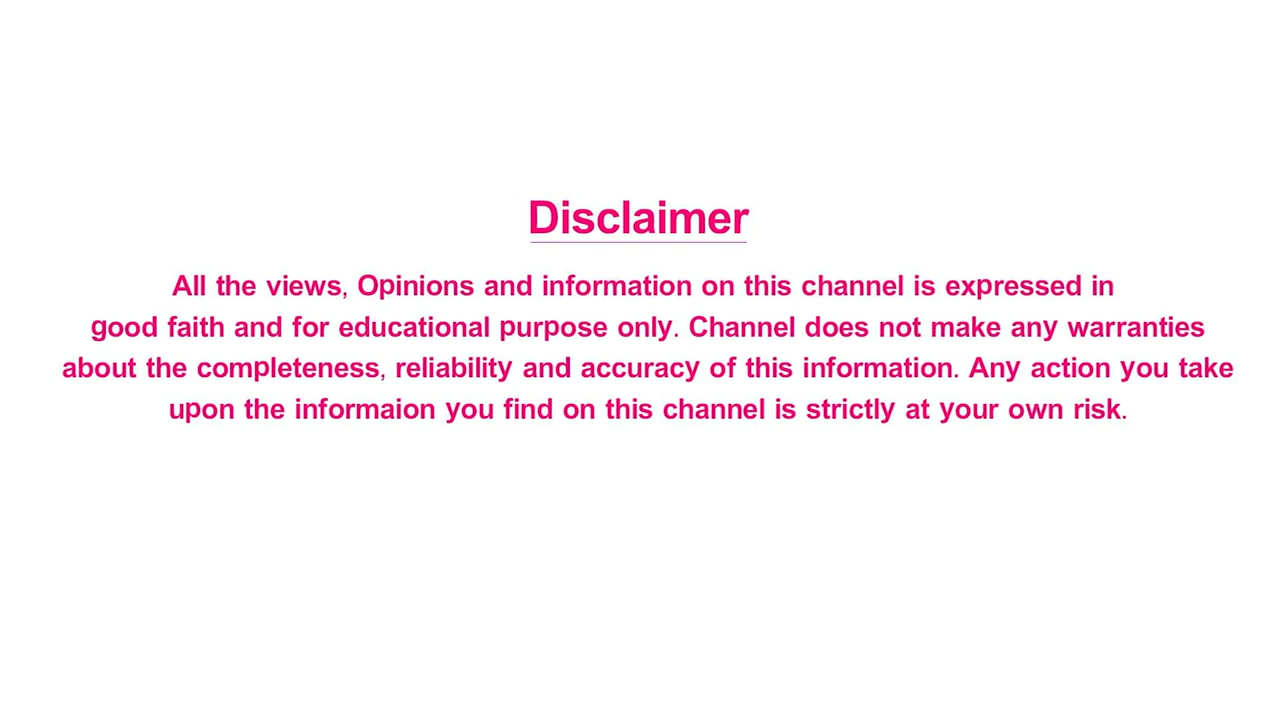 Disclaimer
All the views, Opinions and information on this channel is expressed in
good faith and for educational purpose only. Channel does not make any warranties
about the completeness, reliability and accuracy of this information. Any action you take
upon the informaion you find on this channel is strictly at your own risk.